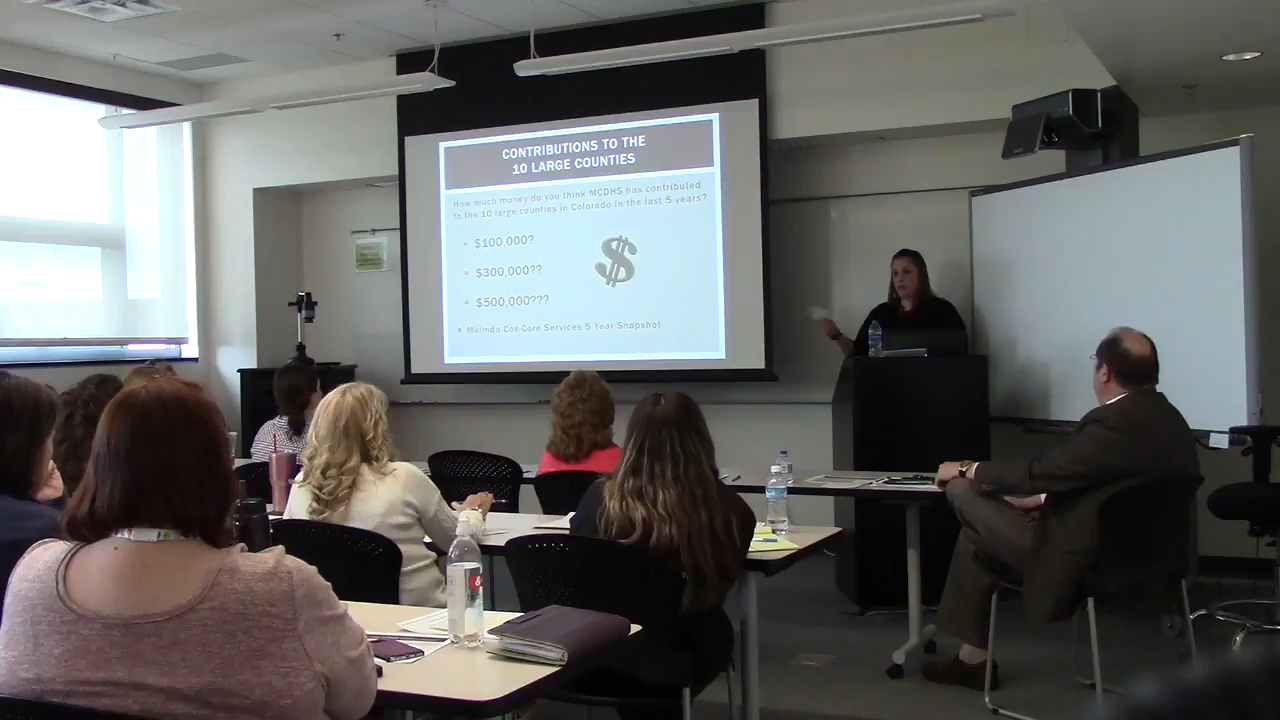 CONTRIBUTIONS TO THE
10 LARGE COUNTIES
How much money do you think MCDHS has contributed
to the 10 large counties in Colorado in the last 5 years?
$100,000?
$300,000??
$500,000???
Melinda Cox-Core Services 5 Year Snapshot
$